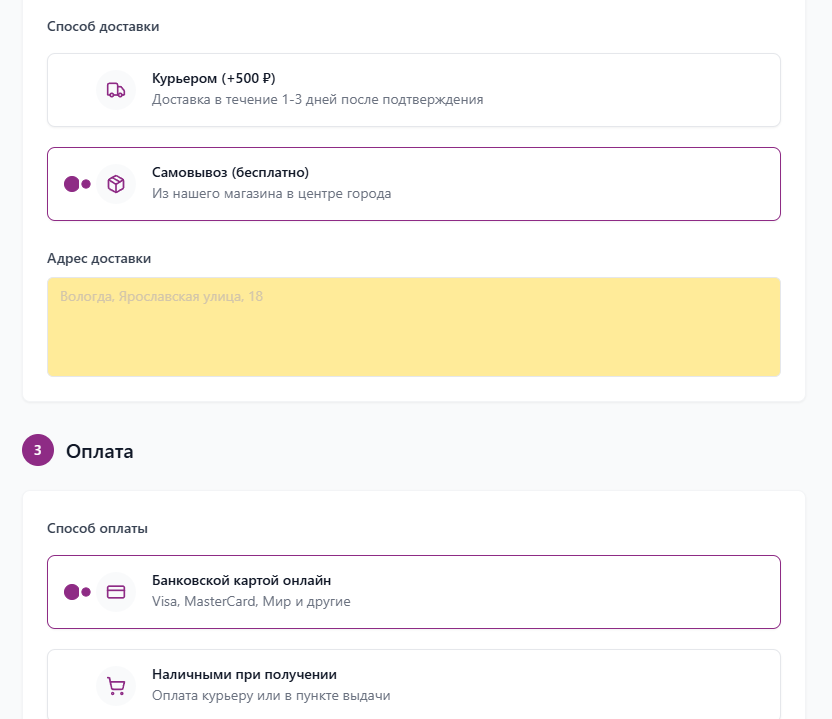 Способ доставки
Курьером (+500 ₽)
Доставка в течение 1-3 дней после подтверждения
Самовывоз (бесплатно)
Из нашего магазина в центре города
Адрес доставки
Вологда, Ярославская улица, 18
3 Оплата
Способ оплаты
Банковской картой онлайн
Visa, MasterCard, Мир и другие
Наличными при получении
Оплата курьеру или в пункте выдачи